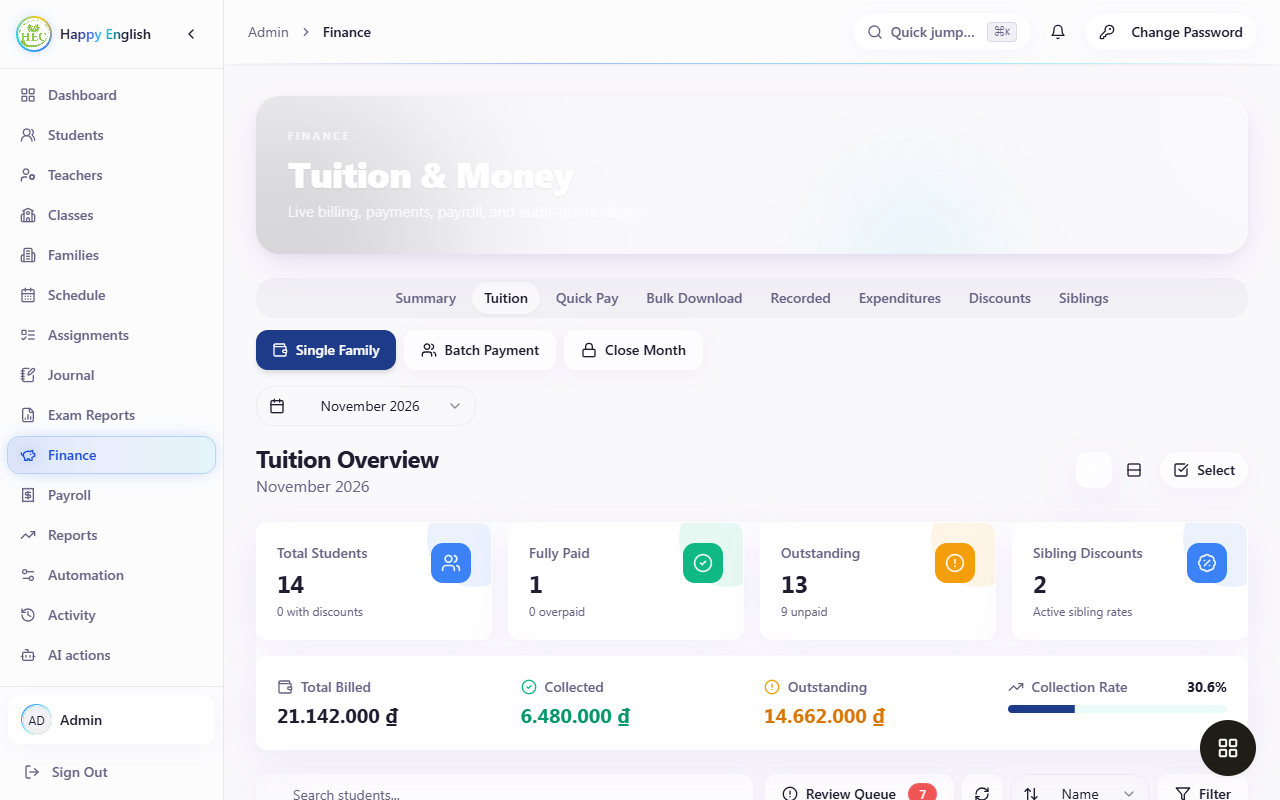 HEC
Happy English
Admin
Finance
Quick jump...
⌘K
Change Password
Dashboard
Students
Teachers
Classes
Families
Schedule
Assignments
Journal
Exam Reports
Finance
Payroll
Reports
Automation
Activity
AI actions
AD
Admin
Sign Out
FINANCE
Tuition & Money
Live billing, payments, payroll, and audit-grade close.
Summary
Tuition
Quick Pay
Bulk Download
Recorded
Expenditures
Discounts
Siblings
Single Family
Batch Payment
Close Month
November 2026
Tuition Overview
November 2026
Select
Total Students
14
0 with discounts
Fully Paid
1
0 overpaid
Outstanding
13
9 unpaid
Sibling Discounts
2
Active sibling rates
Total Billed
21.142.000 ₫
Collected
6.480.000 ₫
Outstanding
14.662.000 ₫
Collection Rate
30.6%
Search students...
Review Queue
7
Name
Filter